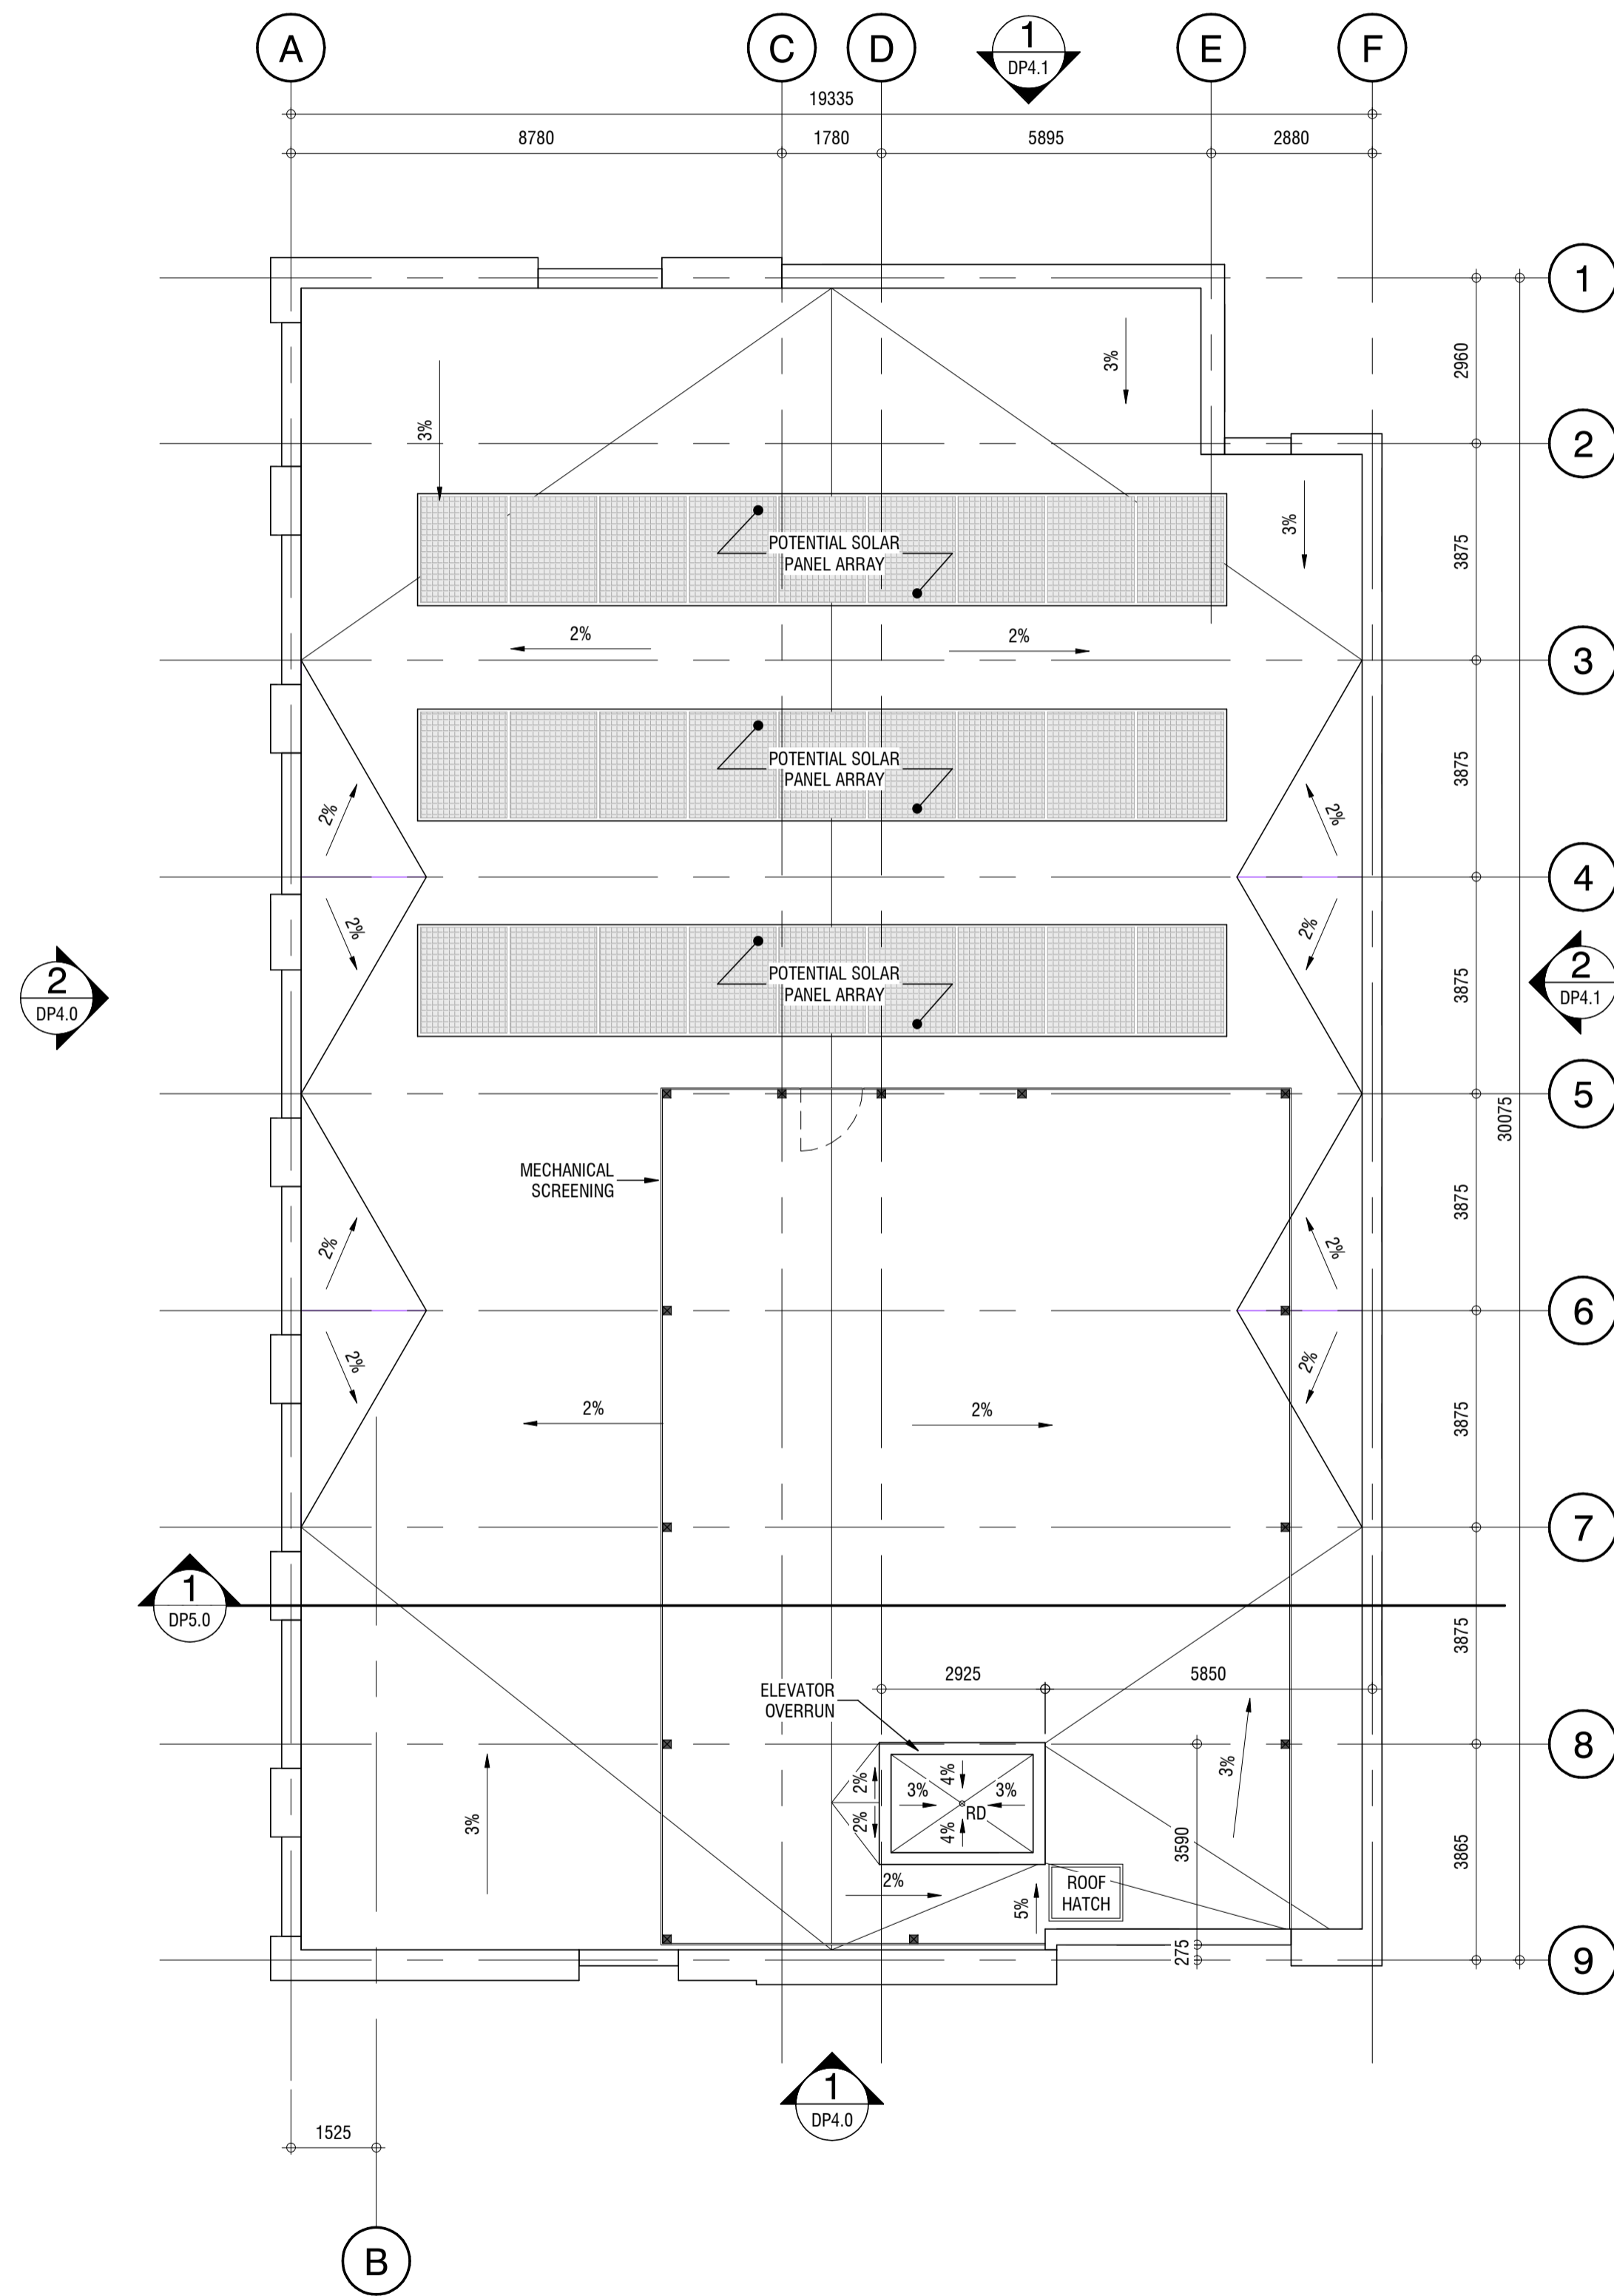 A
C
D
1
DP4.1
E
F
19335
8780
1780
5895
2880
1
2960
3%
3%
2
3%
POTENTIAL SOLAR
PANEL ARRAY
3875
2%
2%
3
POTENTIAL SOLAR
PANEL ARRAY
3875
2%
2%
4
2%
2%
2
DP4.0
POTENTIAL SOLAR
PANEL ARRAY
3875
2
DP4.1
5
30075
MECHANICAL
SCREENING
3875
2%
2%
6
2%
2%
2%
2%
3875
7
1
DP5.0
3875
2925
5850
ELEVATOR
OVERRUN
8
3%
2%
2%
3%
4%
3%
RD
4%
3%
3590
3865
2%
5%
ROOF
HATCH
275
9
1
DP4.0
1525
B